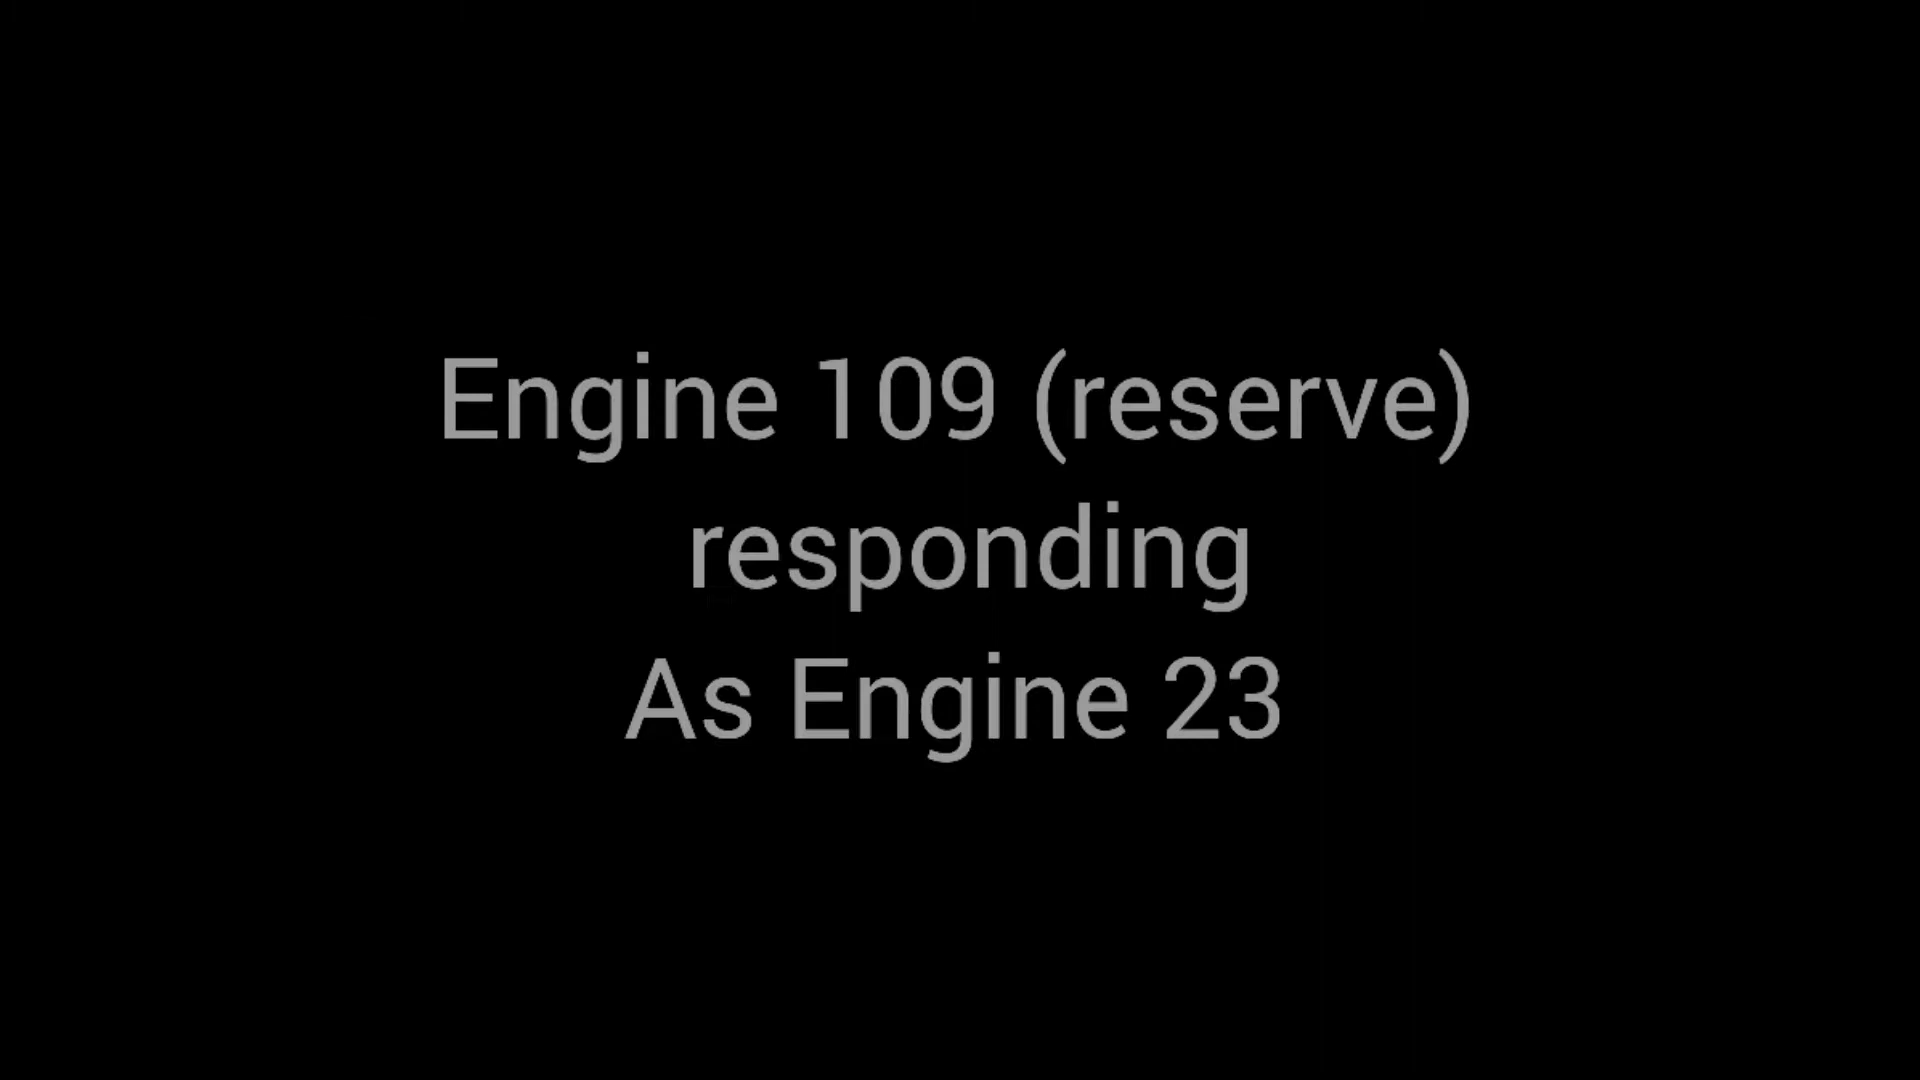 Engine 109 (reserve)
responding
As Engine 23